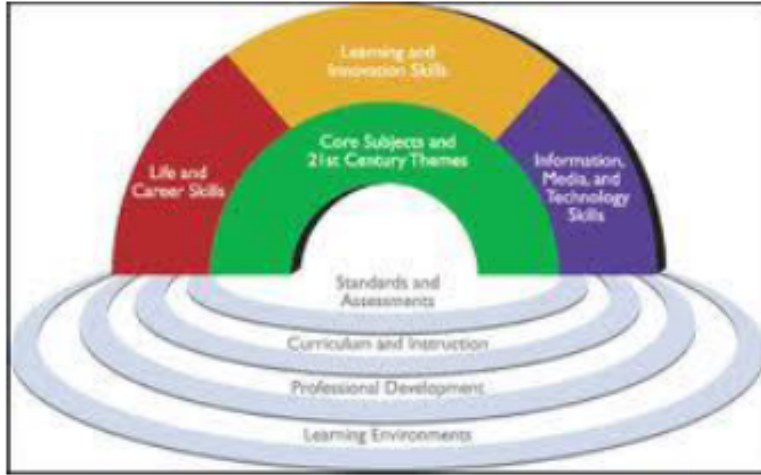 Learning and
Innovation Skills
Core Subjects and
21st Century Themes
Life and
Career Skills
Information,
Media, and
Technology
Skills
Standards and
Assessments
Curriculum and Instruction
Professional Development
Learning Environments